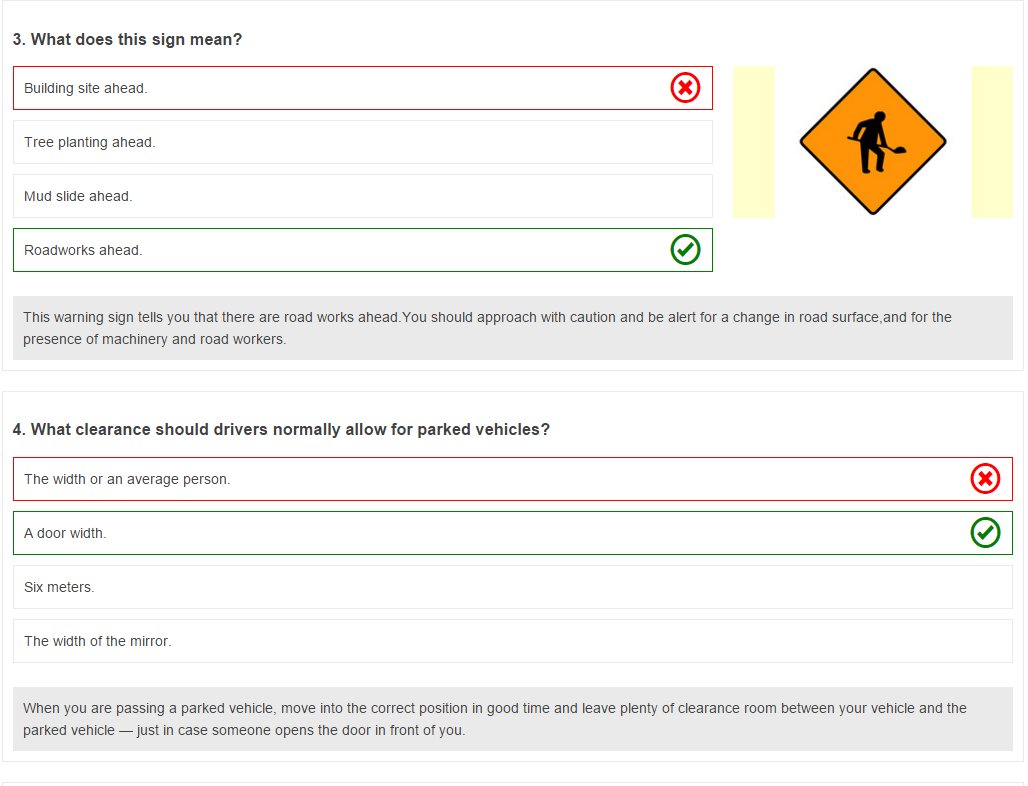 3. What does this sign mean?
Building site ahead.
Tree planting ahead.
Mud slide ahead.
Roadworks ahead.
This warning sign tells you that there are road works ahead.You should approach with caution and be alert for a change in road surface,and for the
presence of machinery and road workers.
4. What clearance should drivers normally allow for parked vehicles?
The width or an average person.
A door width.
Six meters.
The width of the mirror.
When you are passing a parked vehicle, move into the correct position in good time and leave plenty of clearance room between your vehicle and the
parked vehicle — just in case someone opens the door in front of you.